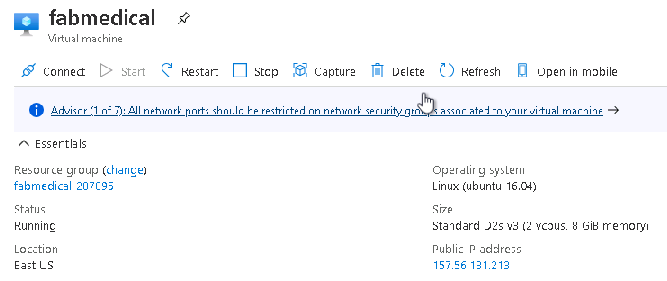 fabmedical
Virtual machine
Connect Start Restart Stop Capture Delete Refresh Open in mobile
Advisor (1 of 7): All network ports should be restricted on network security groups associated to your virtual machine →
Essentials
Resource group (change)
fabmedical-207095
Operating system
Linux (ubuntu 16.04)
Status
Running
Size
Standard D2s v3 (2 vcpus, 8 GiB memory)
Location
East US
Public IP address
157.56.181.213